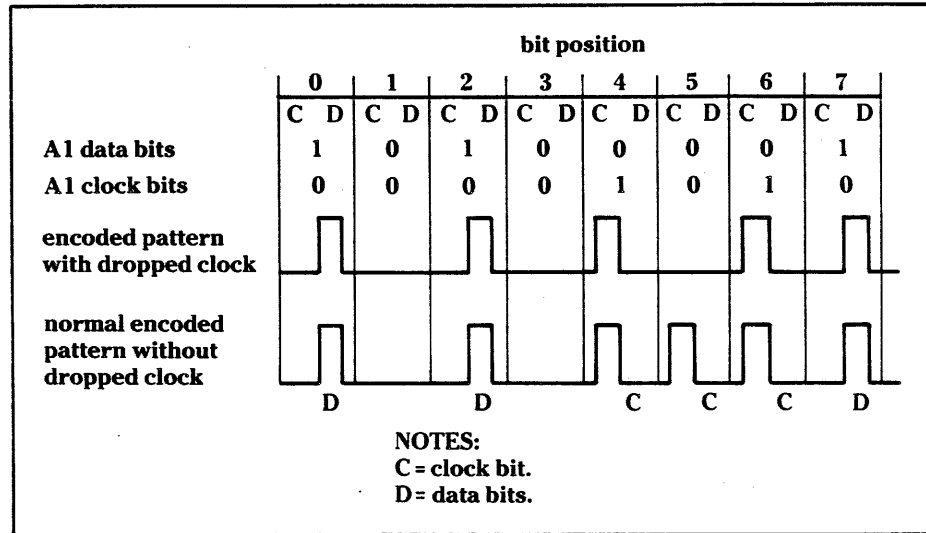 bit position
0 1 2 3 4 5 6 7
C D C D C D C D C D C D C D C D
A1 data bits 1 0 1 0 0 0 0 1
A1 clock bits 0 0 0 0 1 0 1 0
encoded pattern
with dropped clock
normal encoded
pattern without
dropped clock
D D C C C D
NOTES:
C = clock bit.
D = data bits.